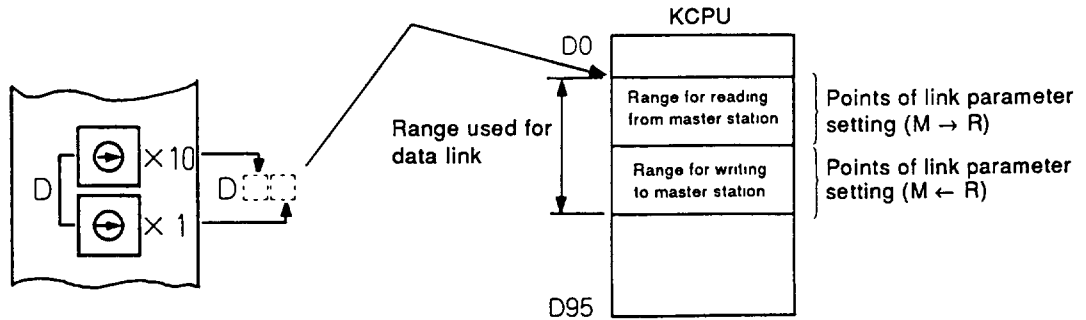 KCPU
D0
D
×10
×1
D
Range used for
data link
Range for reading
from master station
Range for writing
to master station
Points of link parameter
setting (M → R)
Points of link parameter
setting (M ← R)
D95